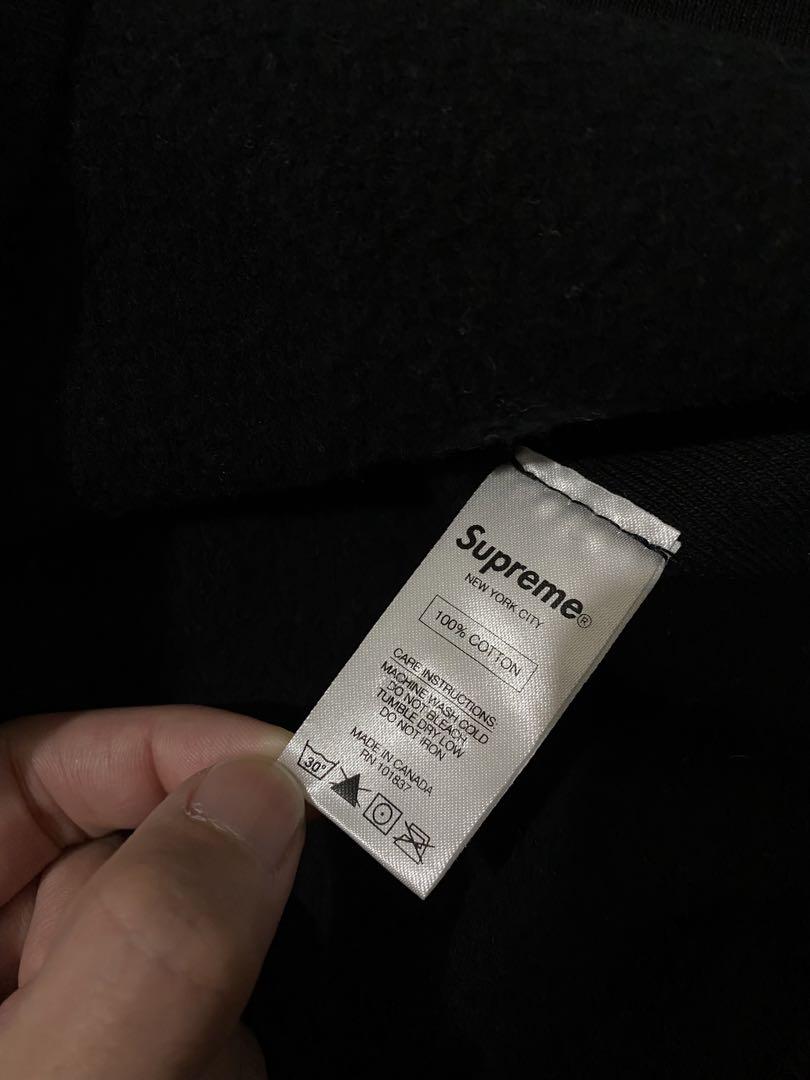 Supreme®
NEW YORK CITY
100% COTTON
CARE INSTRUCTIONS:
MACHINE WASH COLD
DO NOT BLEACH
TUMBLE DRY LOW
DO NOT IRON
MADE IN CANADA
RN 101837
30°